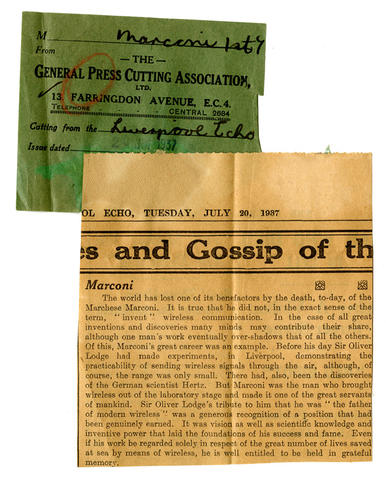 M Marconi
From
— THE —
GENERAL PRESS CUTTING ASSOCIATION,
LTD.
13, FARRINGDON AVENUE, E.C.4.
TELEPHONE CENTRAL 2684
Cutting from the Liverpool Echo
Issue dated 1937
OL ECHO, TUESDAY, JULY 20, 1937
es and Gossip of th
Marconi
The world has lost one of its benefactors by the death, to-day, of the
Marchese Marconi. It is true that he did not, in the exact sense of the
term, "invent" wireless communication. In the case of all great
inventions and discoveries many minds may contribute their share,
although one man's work eventually over-shadows that of all the others.
Of this, Marconi's great career was an example. Before his day Sir Oliver
Lodge had made experiments, in Liverpool, demonstrating the
practicability of sending wireless signals through the air, although, of
course, the range was only small. There had, also, been the discoveries
of the German scientist Hertz. But Marconi was the man who brought
wireless out of the laboratory stage and made it one of the great servants
of mankind. Sir Oliver Lodge's tribute to him that he was "the father
of modern wireless" was a generous recognition of a position that had
been genuinely earned. It was vision as well as scientific knowledge and
inventive power that laid the foundations of his success and fame. Even
if his work be regarded solely in respect of the great number of lives saved
at sea by means of wireless, he is well entitled to be held in grateful
memory.